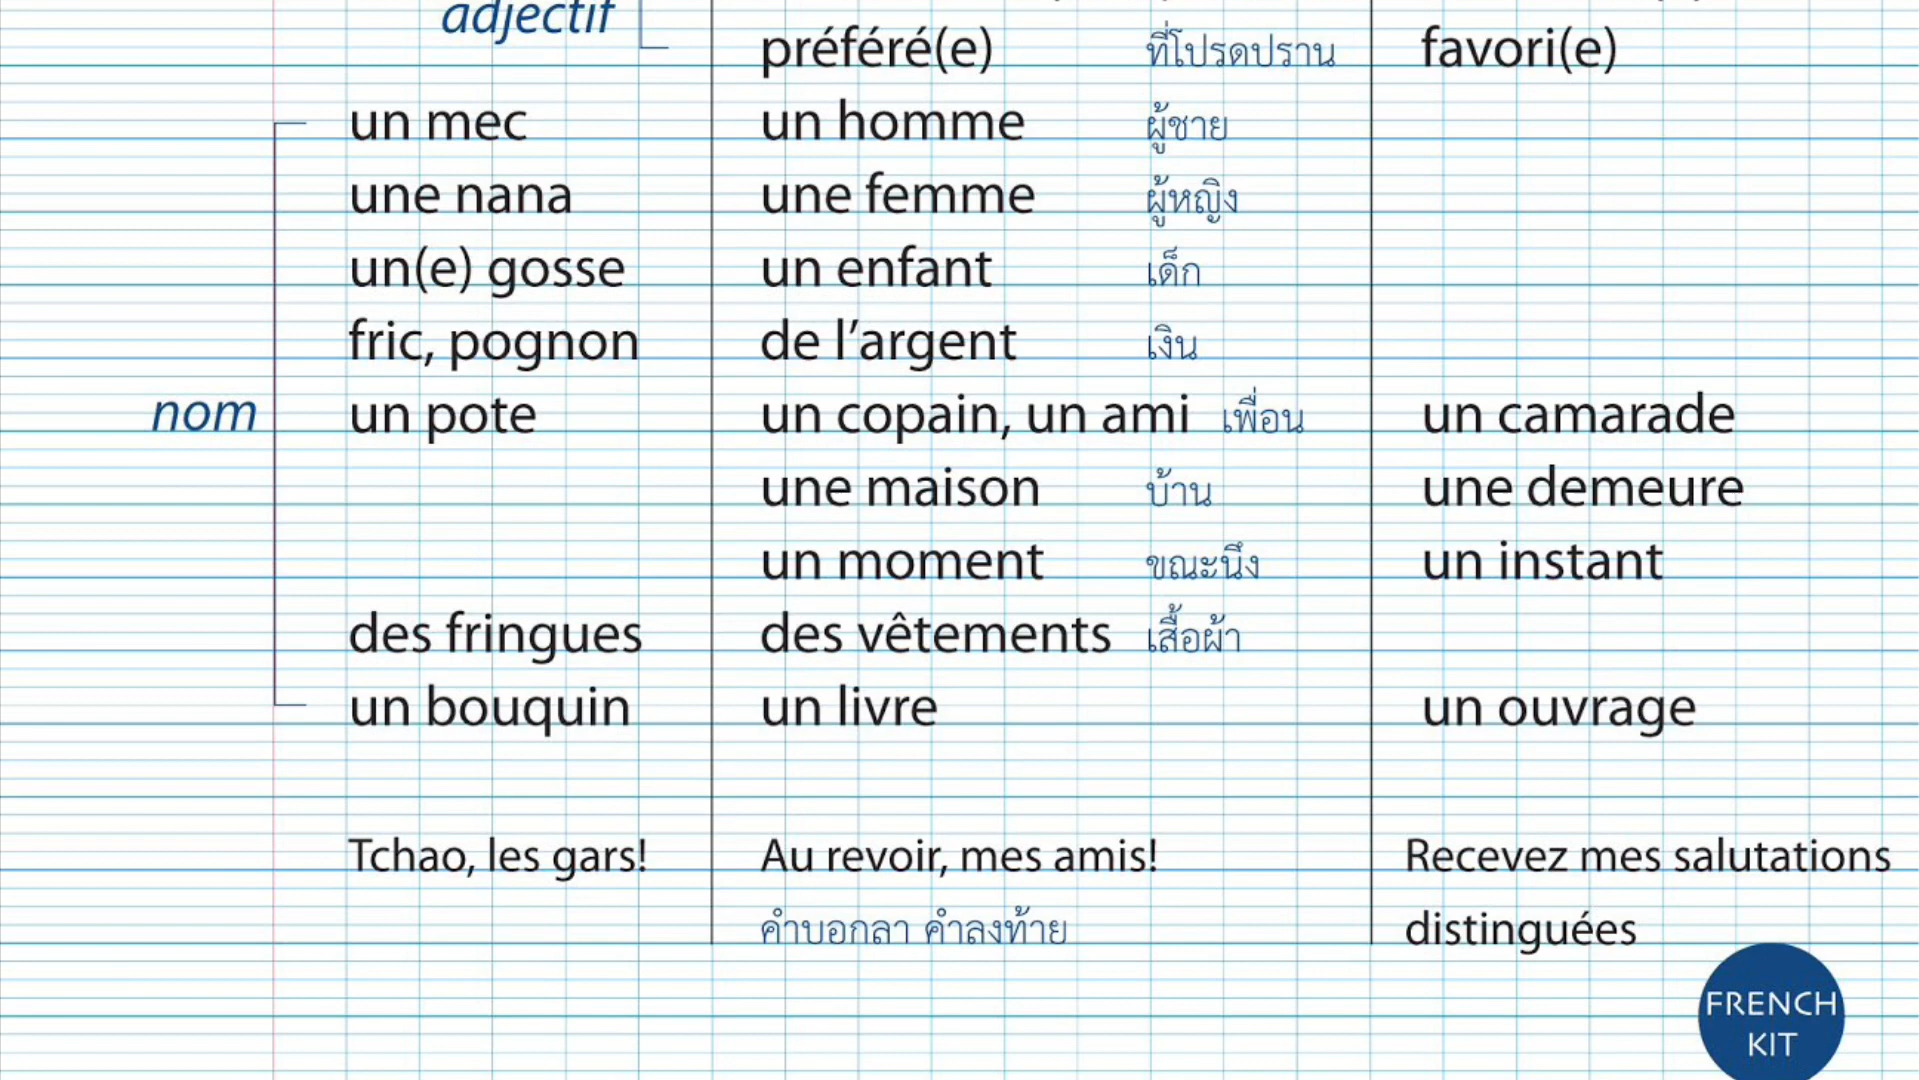 adjectif
préféré(e) ที่โปรดปราน favori(e)
un mec un homme ผู้ชาย
une nana une femme ผู้หญิง
un(e) gosse un enfant เด็ก
fric, pognon de l'argent เงิน
nom un pote un copain, un ami เพื่อน un camarade
une maison บ้าน une demeure
un moment ขณะนึง un instant
des fringues des vêtements เสื้อผ้า
un bouquin un livre un ouvrage
Tchao, les gars! Au revoir, mes amis! Recevez mes salutations
คำบอกลา คำลงท้าย distinguées
FRENCH
KIT